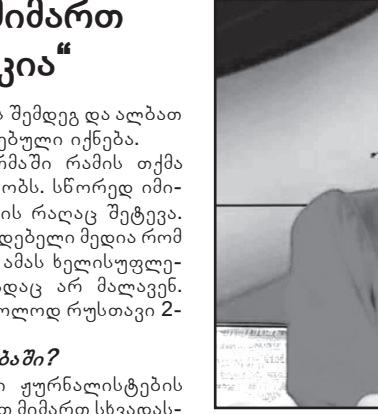 იმართ
კია“
შემდეგ და ალბათ
ებული იქნება.
რმაში რამის თქმა
ობს. სწორედ იმი-
ის რაღაც შეტევა.
დებელი მედია რომ
ამას ხელისუფლე-
დაც არ მალავენ.
ოლოდ რუსთავი 2-
ბაში?
ი ჟურნალისტების
თ მიმართ სხვადას-